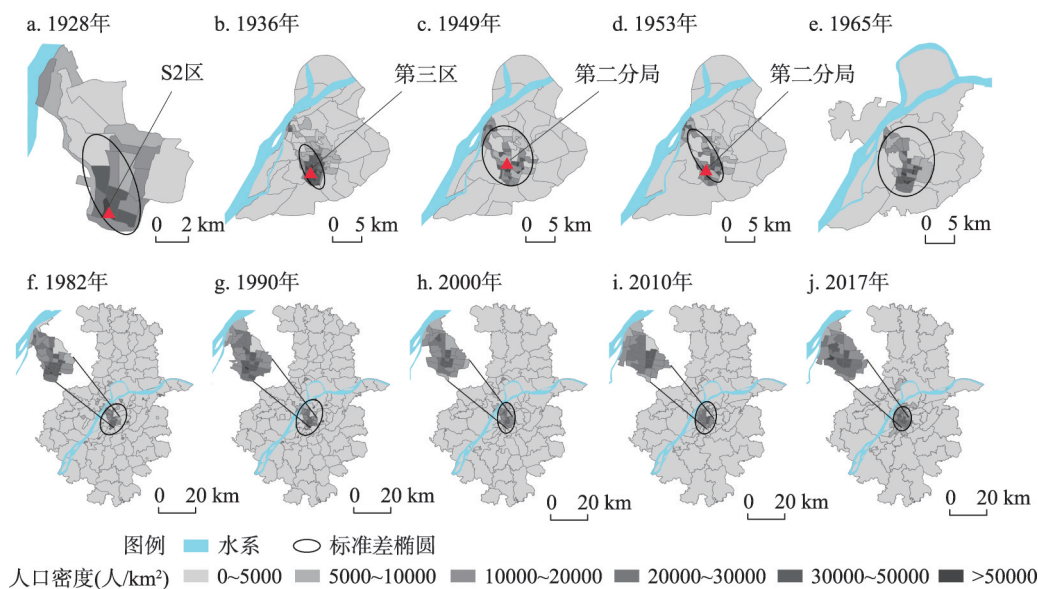 a. 1928年
b. 1936年
c. 1949年
d. 1953年
e. 1965年
S2区
第三区
第二分局
第二分局
0 2 km
0 5 km
0 5 km
0 5 km
0 5 km
f. 1982年
g. 1990年
h. 2000年
i. 2010年
j. 2017年
0 20 km
0 20 km
0 20 km
0 20 km
0 20 km
图例 水系 标准差椭圆
人口密度(人/km²) 0~5000 5000~10000 10000~20000 20000~30000 30000~50000 >50000